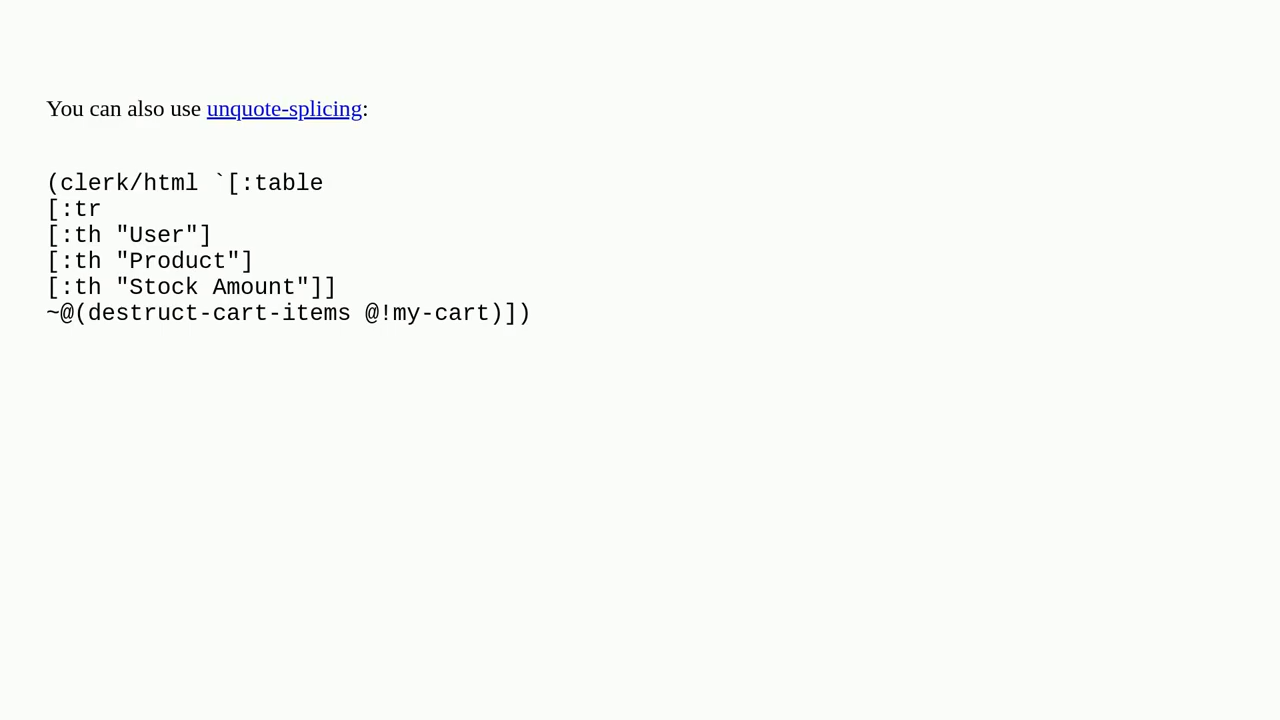 You can also use unquote-splicing:
(clerk/html `[:table
[:tr
[:th "User"]
[:th "Product"]
[:th "Stock Amount"]]
~@(destruct-cart-items @!my-cart)])